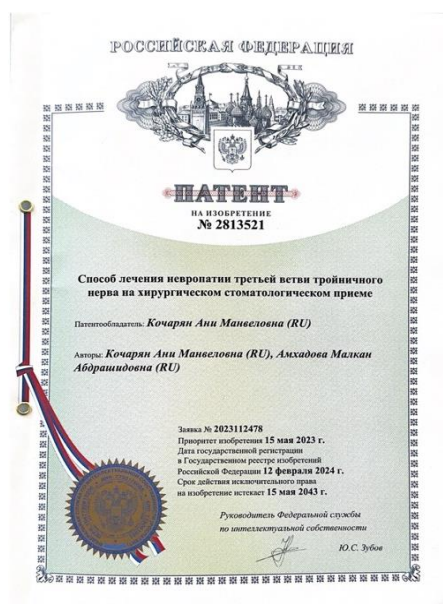 РОССИЙСКАЯ ФЕДЕРАЦИЯ
ПАТЕНТ
НА ИЗОБРЕТЕНИЕ
№ 2813521
Способ лечения невропатии третьей ветви тройничного
нерва на хирургическом стоматологическом приеме
Патентообладатель: Кочарян Ани Манвеловна (RU)
Авторы: Кочарян Ани Манвеловна (RU), Амхадова Малкан
Абдрашидовна (RU)
Заявка № 2023112478
Приоритет изобретения 15 мая 2023 г.
Дата государственной регистрации
в Государственном реестре изобретений
Российской Федерации 12 февраля 2024 г.
Срок действия исключительного права
на изобретение истекает 15 мая 2043 г.
Руководитель Федеральной службы
по интеллектуальной собственности
Ю.С. Зубов